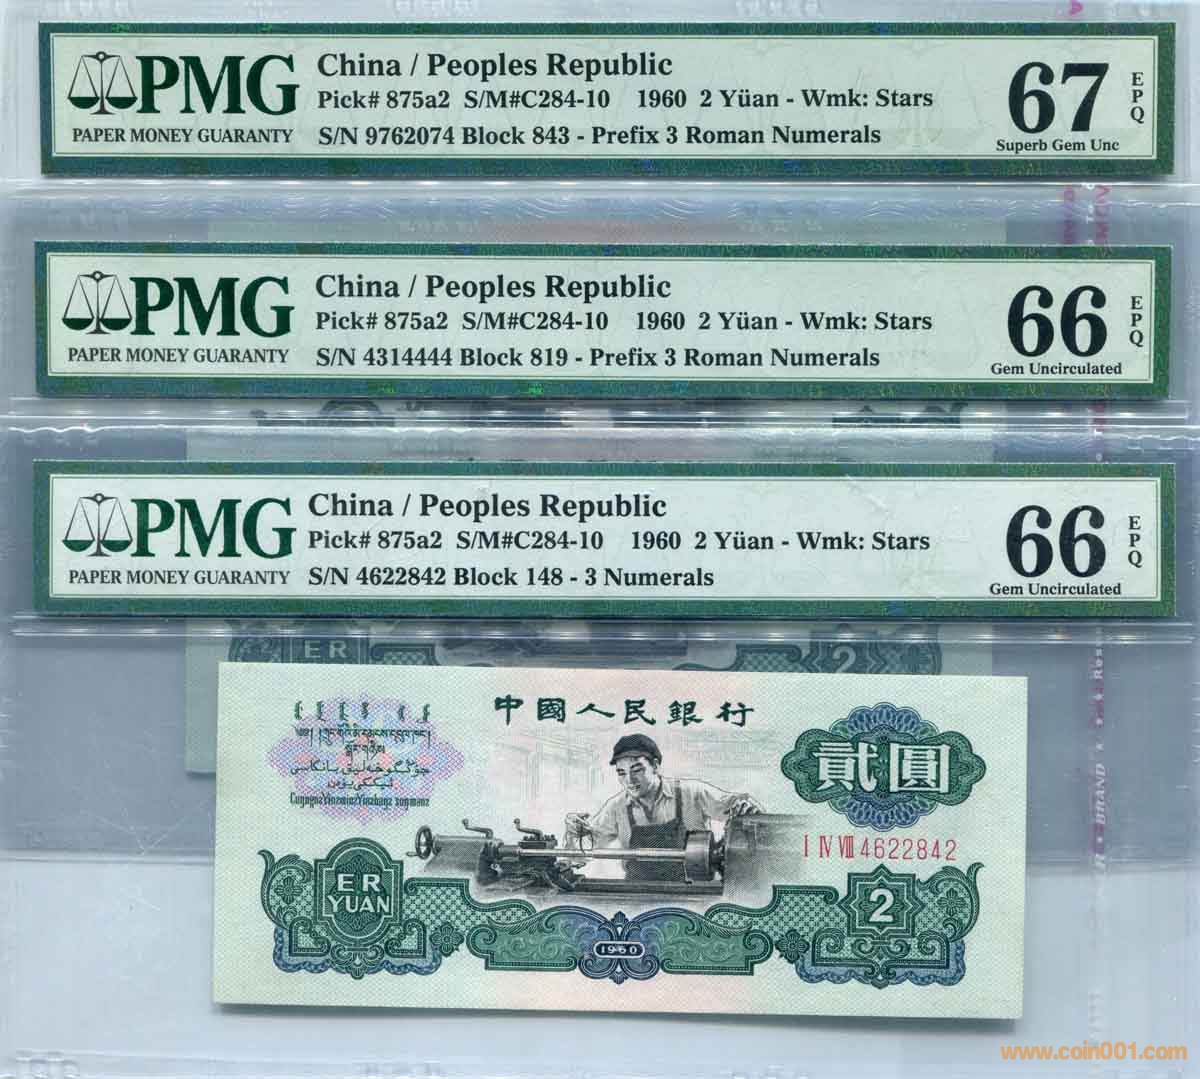 PMG
PAPER MONEY GUARANTY
China / Peoples Republic
Pick# 875a2 S/M#C284-10 1960 2 Yüan - Wmk: Stars
S/N 9762074 Block 843 - Prefix 3 Roman Numerals
67
EPQ
Superb Gem Unc
PMG
PAPER MONEY GUARANTY
China / Peoples Republic
Pick# 875a2 S/M#C284-10 1960 2 Yüan - Wmk: Stars
S/N 4314444 Block 819 - Prefix 3 Roman Numerals
66
EPQ
Gem Uncirculated
PMG
PAPER MONEY GUARANTY
China / Peoples Republic
Pick# 875a2 S/M#C284-10 1960 2 Yüan - Wmk: Stars
S/N 4622842 Block 148 - 3 Numerals
66
EPQ
Gem Uncirculated
ER
2
中國人民銀行
貳圓
I IV VIII 4622842
ER
YUAN
2
1960
BRAND
www.coin001.com